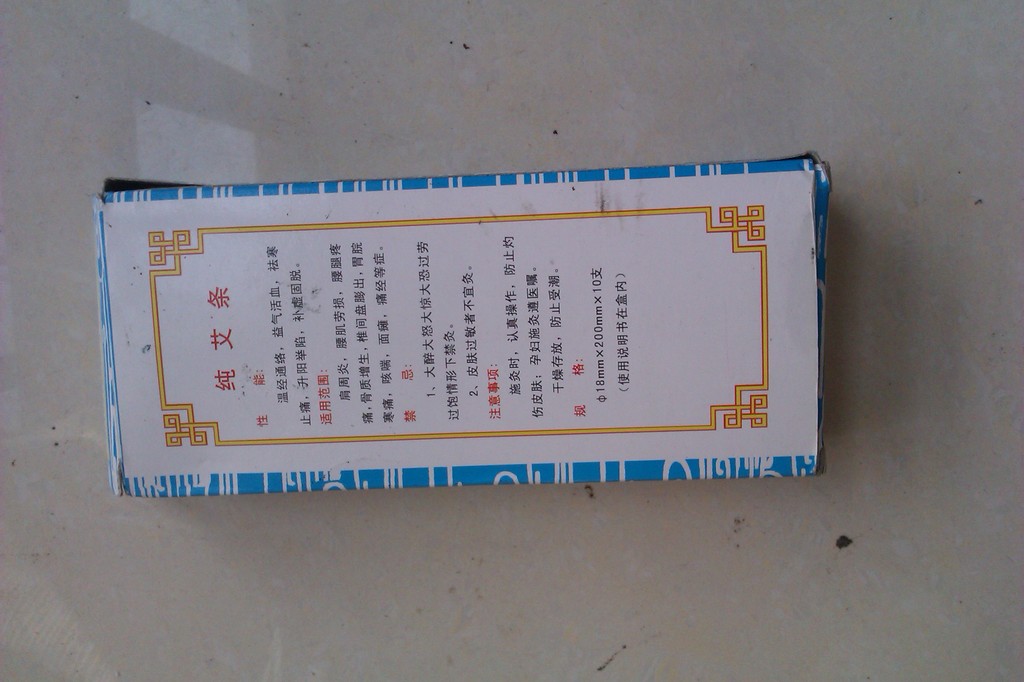 纯艾条
性能:
温经通络，益气活血，祛寒
止痛，升阳举陷，补虚固脱。
适用范围:
肩周炎，腰肌劳损，腰腿疼
痛，骨质增生，椎间盘膨出，胃脘
寒痛，咳喘，面瘫，痛经等症。
禁忌:
1、大醉大怒大惊大恐过劳
过饱情形下禁灸。
2、皮肤过敏者不宜灸。
注意事项:
施灸时，认真操作，防止灼
伤皮肤；孕妇施灸遵医嘱。
干燥存放，防止受潮。
规格:
φ18mm×200mm×10支
（使用说明书在盒内）